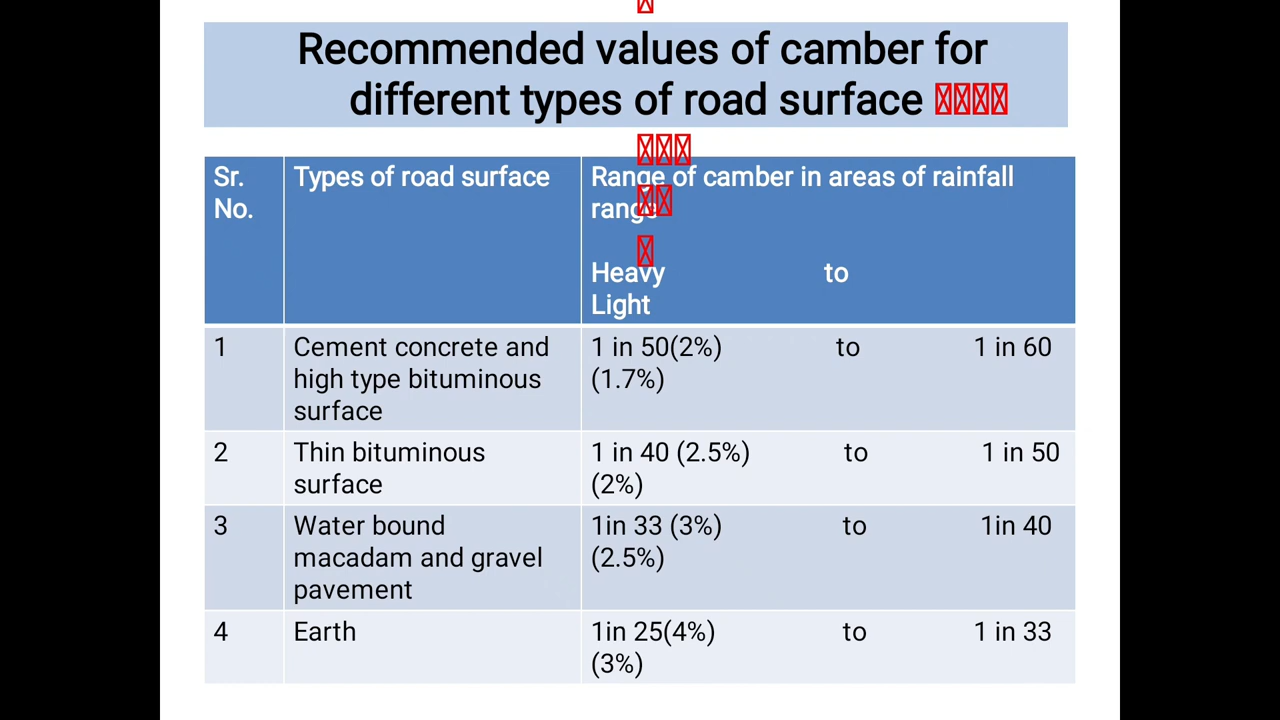 Recommended values of camber for
different types of road surface
Sr.
No.
Types of road surface
Range of camber in areas of rainfall
range
Heavy to
Light
1
Cement concrete and
high type bituminous
surface
1 in 50(2%) to 1 in 60
(1.7%)
2
Thin bituminous
surface
1 in 40 (2.5%) to 1 in 50
(2%)
3
Water bound
macadam and gravel
pavement
1in 33 (3%) to 1in 40
(2.5%)
4
Earth
1in 25(4%) to 1 in 33
(3%)